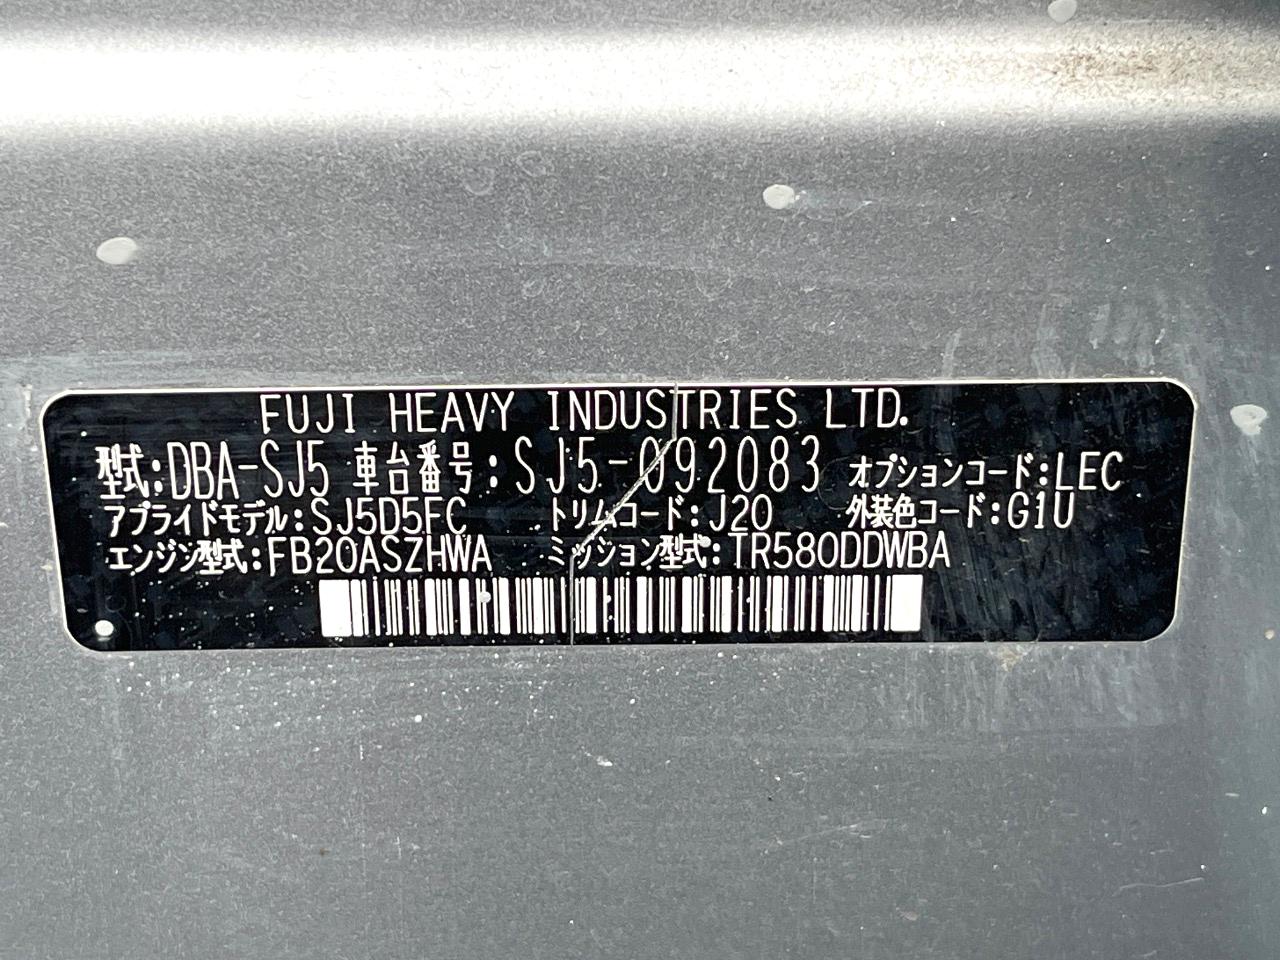 FUJI HEAVY INDUSTRIES LTD.
型式:DBA-SJ5 車台番号:SJ5-092083 オプションコード:LEC
アプライドモデル:SJ5D5FC トリムコード:J20 外装色コード:G1U
エンジン型式:FB20ASZHWA ミッション型式:TR580DDWBA